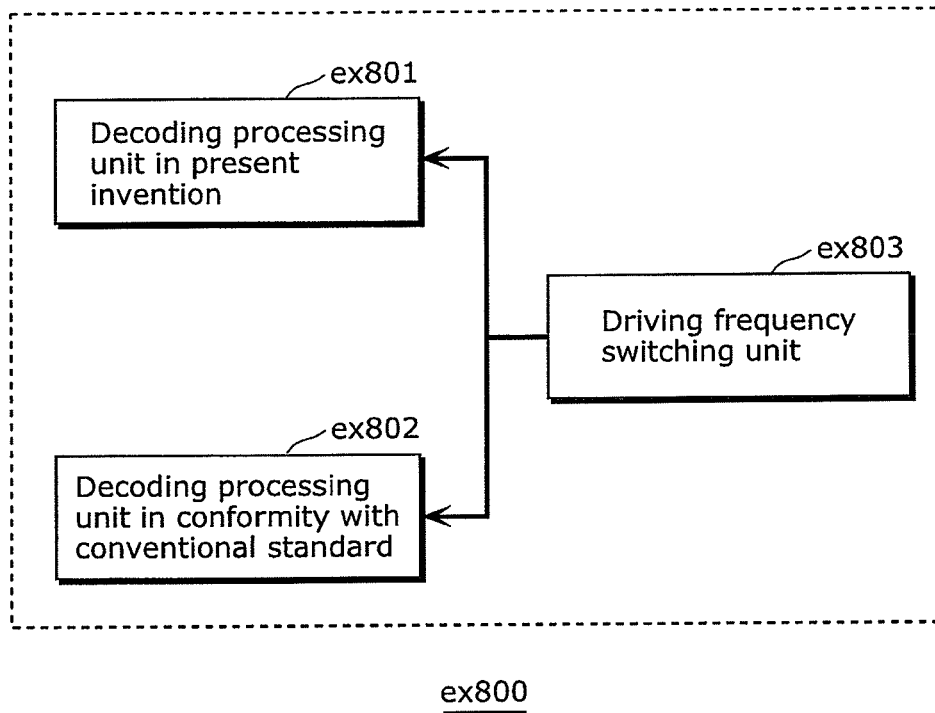 ex801
Decoding processing
unit in present
invention
ex803
Driving frequency
switching unit
ex802
Decoding processing
unit in conformity with
conventional standard
ex800